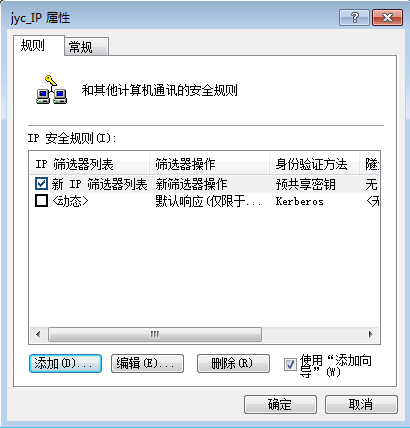 jyc_IP 属性
规则 常规
和其他计算机通讯的安全规则
IP 安全规则(I):
IP 筛选器列表 筛选器操作 身份验证方法 隧
新 IP 筛选器列表 新筛选器操作 预共享密钥 无
<动态> 默认响应(仅限于... Kerberos
添加(D)... 编辑(E)... 删除(R) 使用“添加向
导”(W)
确定 取消